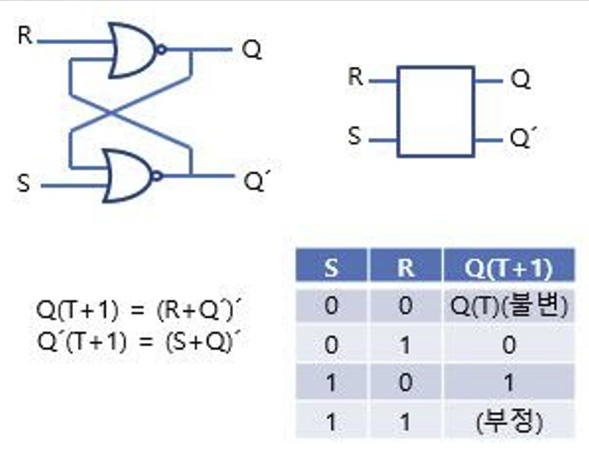 R
Q
S
Q´
R
Q
S
Q´
Q(T+1) = (R+Q´)´
Q´(T+1) = (S+Q)´
S R Q(T+1)
0 0 Q(T)(불변)
0 1 0
1 0 1
1 1 (부정)